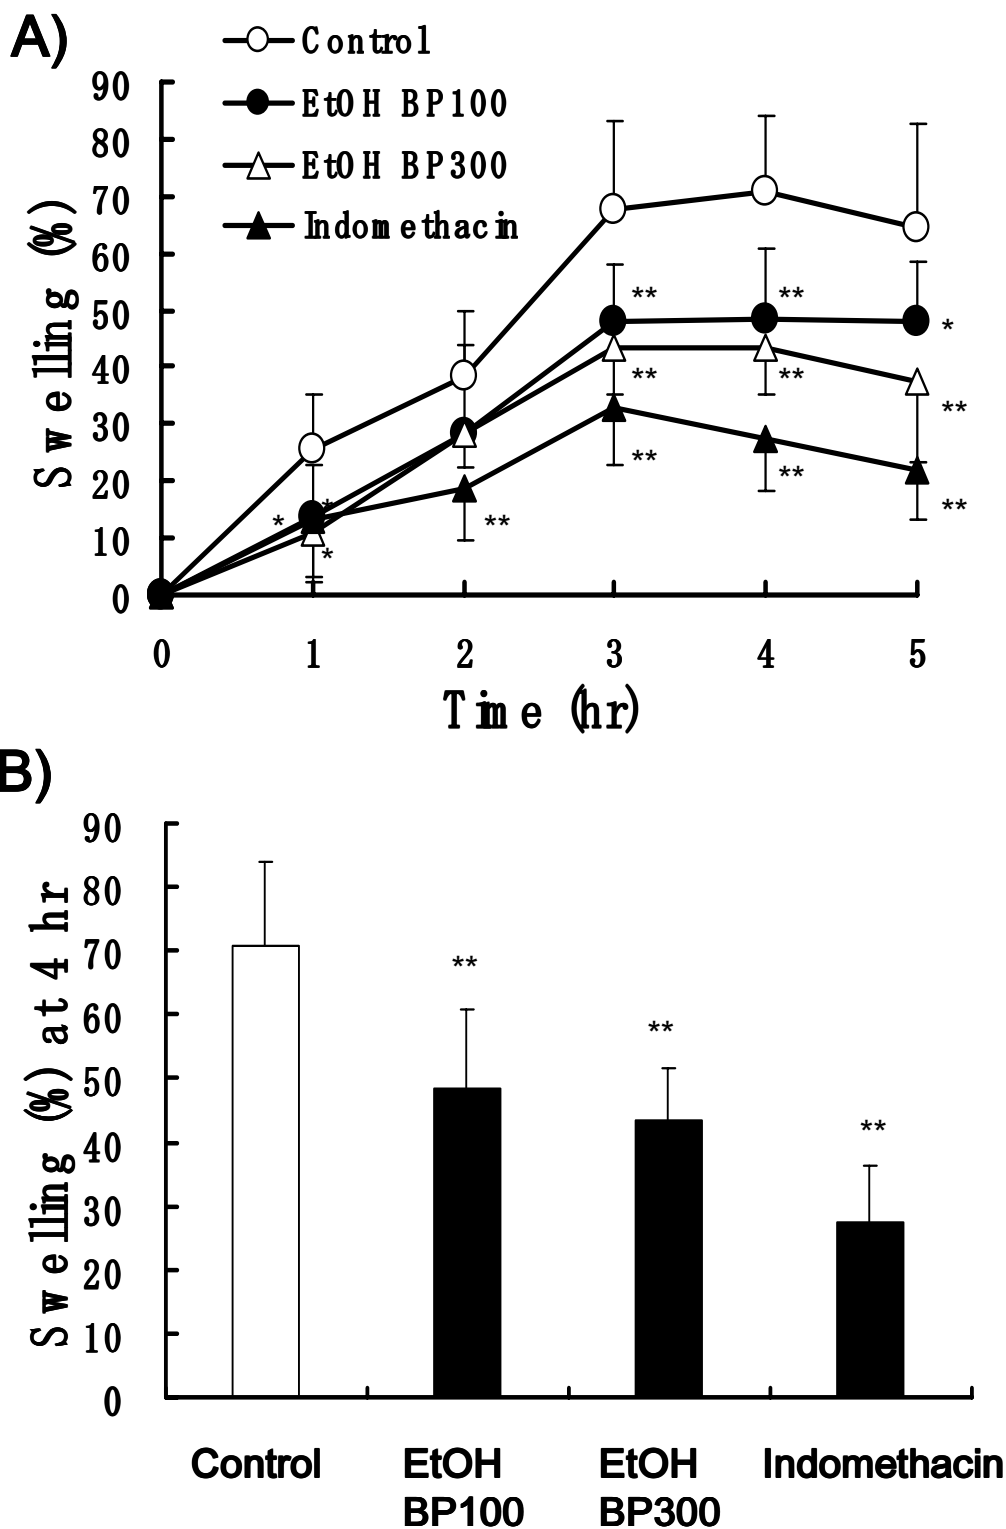 A)
Control
EtOH BP100
EtOH BP300
Indomethacin
Swelling (%)
90
80
70
60
50
40
30
20
10
0
** **
*
** **
**
** **
**
* *
**
*
0 1 2 3 4 5
Time (hr)
B)
Swelling (%) at 4 hr
90
80
70
60
50
40
30
20
10
0
**
**
**
Control EtOH EtOH Indomethacin
BP100 BP300